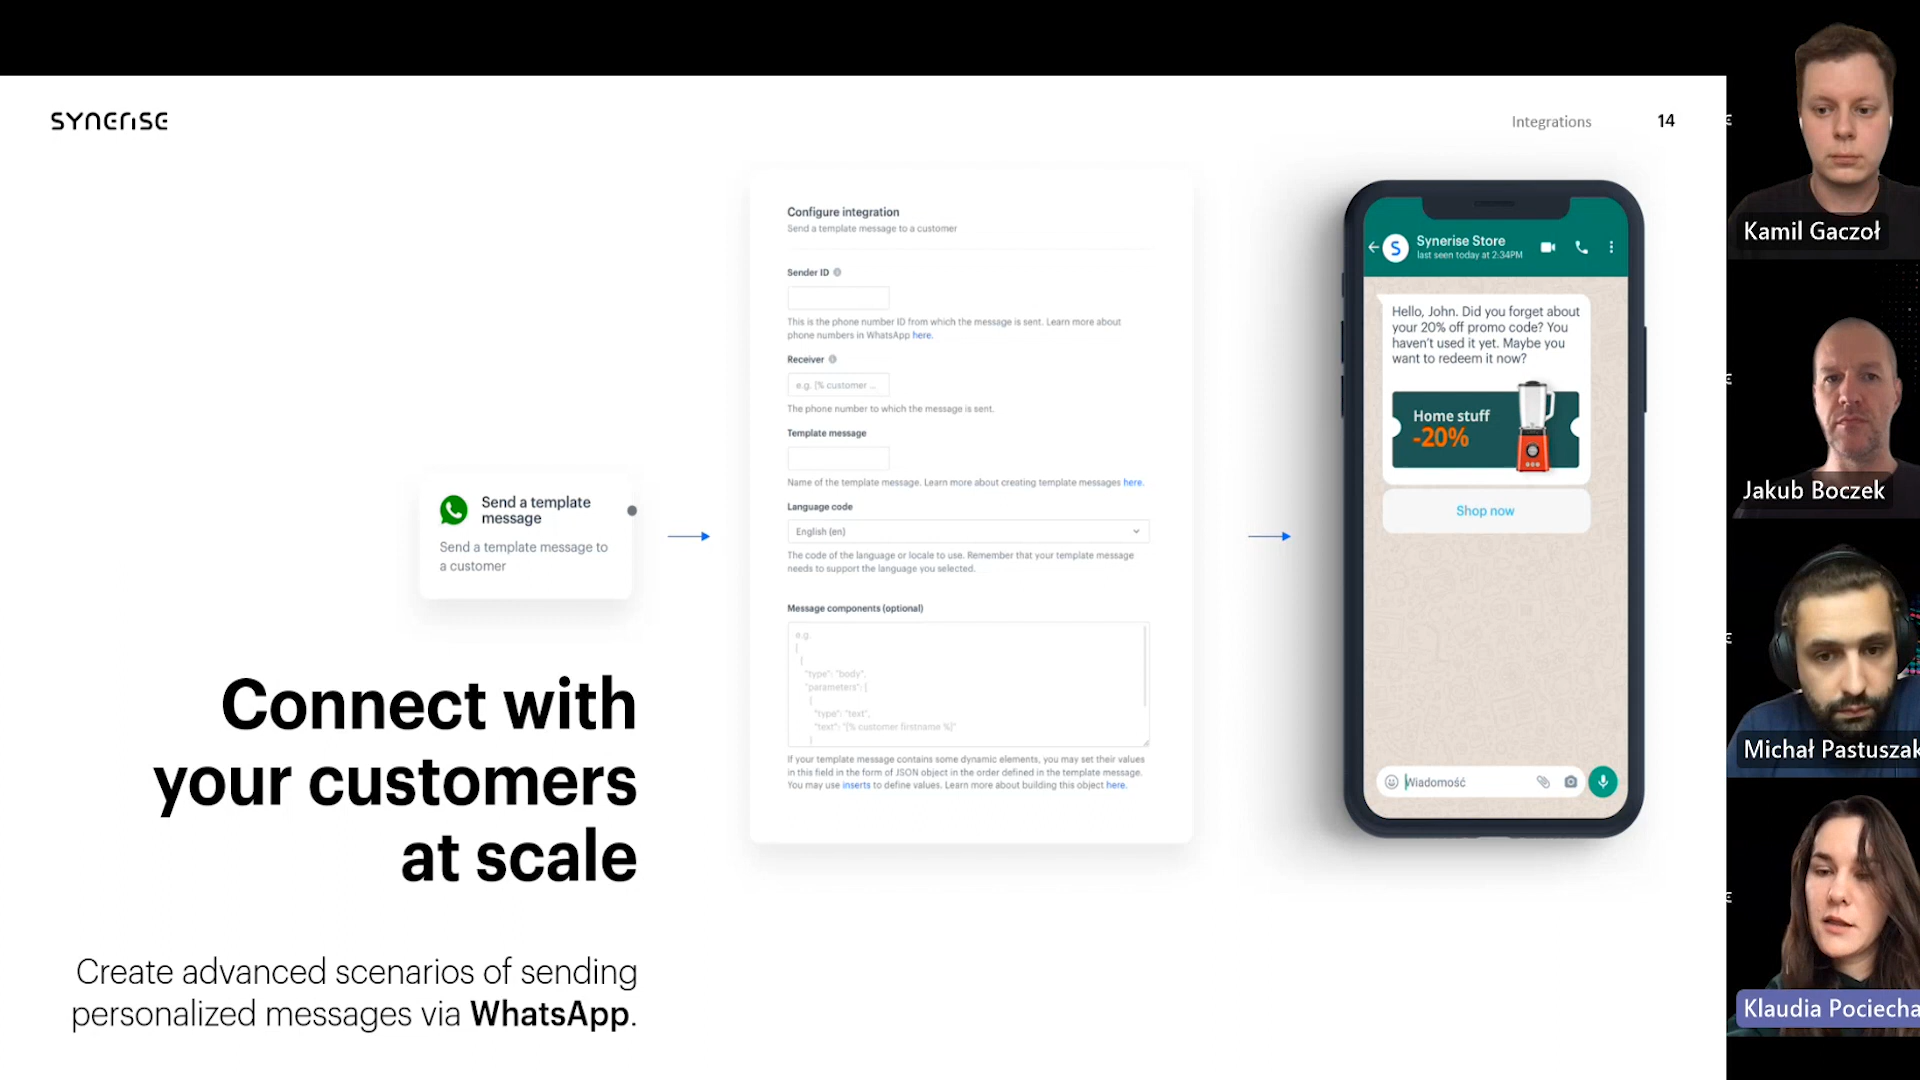 SYNERISE
Integrations
14
Send a template
message
Send a template message to
a customer
Connect with
your customers
at scale
Create advanced scenarios of sending
personalized messages via WhatsApp.
Configure integration
Send a template message to a customer
Sender ID
This is the phone number ID from which the message is sent. Learn more about
phone numbers in WhatsApp here.
Receiver
e.g. {% customer ...
The phone number to which the message is sent.
Template message
Name of the template message. Learn more about creating template messages here.
Language code
English (en)
The code of the language or locale to use. Remember that your template message
needs to support the language you selected.
Message components (optional)
e.g.
[
{
"type": "body",
"parameters": [
{
"type": "text",
"text": "{% customer firstname %}"
}
If your template message contains some dynamic elements, you may set their values
in this field in the form of JSON object in the order defined in the template message.
You may use inserts to define values. Learn more about building this object here.
S
Synerise Store
last seen today at 2:34PM
Hello, John. Did you forget about
your 20% off promo code? You
haven't used it yet. Maybe you
want to redeem it now?
Home stuff
-20%
Shop now
Wiadomość
Kamil Gaczoł
Jakub Boczek
Michał Pastuszak
Klaudia Pociecha